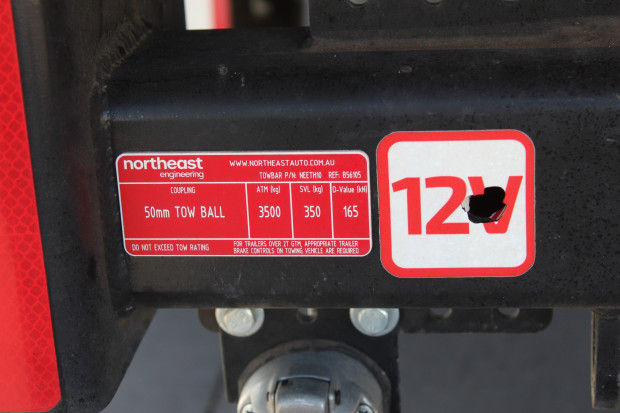 northeast WWW.NORTHEASTAUTO.COM.AU
engineering TOWBAR P/N: NEETH10 REF: BS6105
COUPLING ATM (kg) SVL (kg) D-Value (kN)
50mm TOW BALL 3500 350 165
DO NOT EXCEED TOW RATING FOR TRAILERS OVER 2T GTM, APPROPRIATE TRAILER
BRAKE CONTROLS ON TOWING VEHICLE ARE REQUIRED
12V